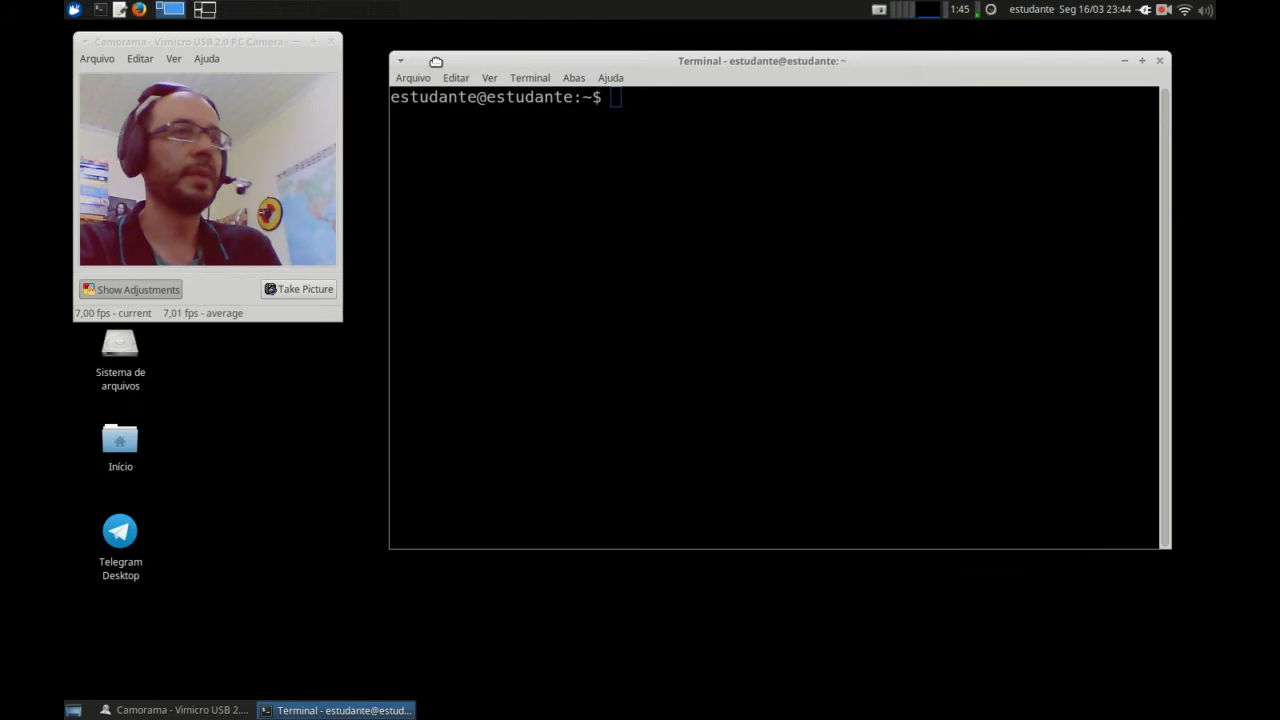 1:45 estudante Seg 16/03 23:44
Camorama - Vimicro USB 2.0 PC Camera
Arquivo Editar Ver Ajuda
Show Adjustments Take Picture
7,00 fps - current 7,01 fps - average
Terminal - estudante@estudante: ~
Arquivo Editar Ver Terminal Abas Ajuda
estudante@estudante:~$
Sistema de
arquivos
Início
Telegram
Desktop
Camorama - Vimicro USB 2....
Terminal - estudante@estud...